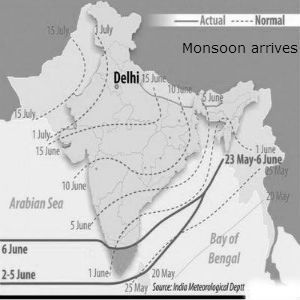 Actual Normal
Monsoon arrives
15 July
1 July
Delhi
15 June
10 June
5 June
15 July
1 July
15 June
1 June
23 May-6 June
25 May
10 June
Arabian Sea
5 June
Bay of
Bengal
6 June
2-5 June
1 June
20 May
25 May
Source: India Meteorological Deptt